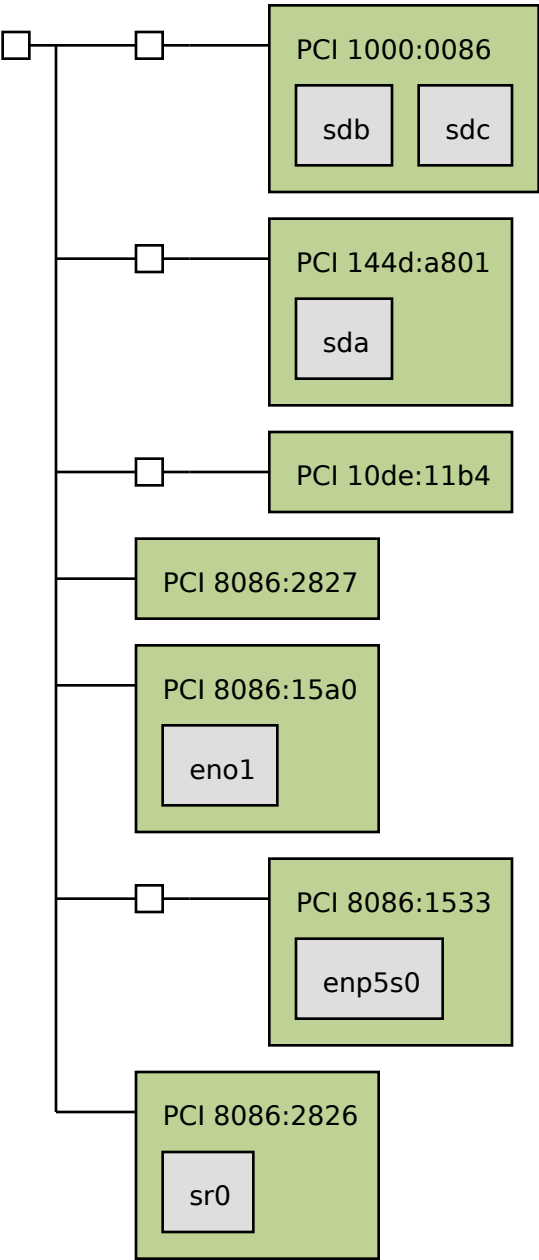 PCI 1000:0086
sdb sdc
PCI 144d:a801
sda
PCI 10de:11b4
PCI 8086:2827
PCI 8086:15a0
eno1
PCI 8086:1533
enp5s0
PCI 8086:2826
sr0